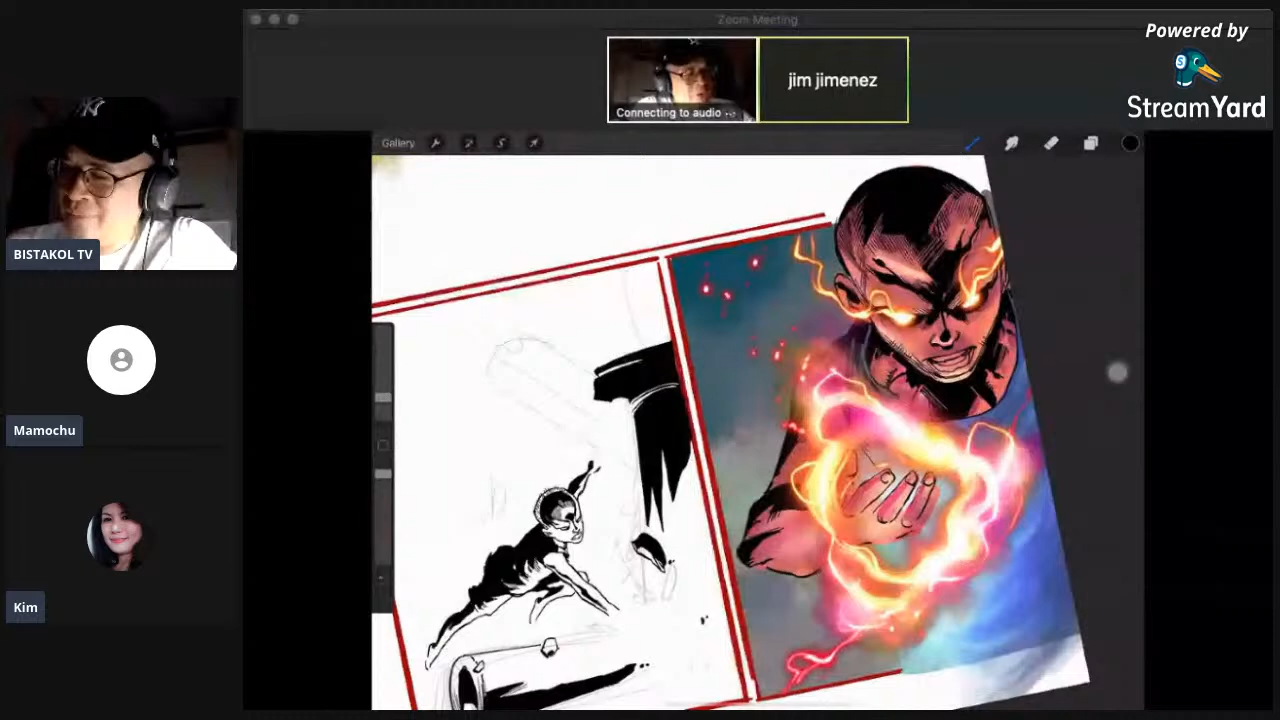 Zoom Meeting
Powered by
StreamYard
jim jimenez
Connecting to audio
Gallery
BISTAKOL TV
Mamochu
Kim